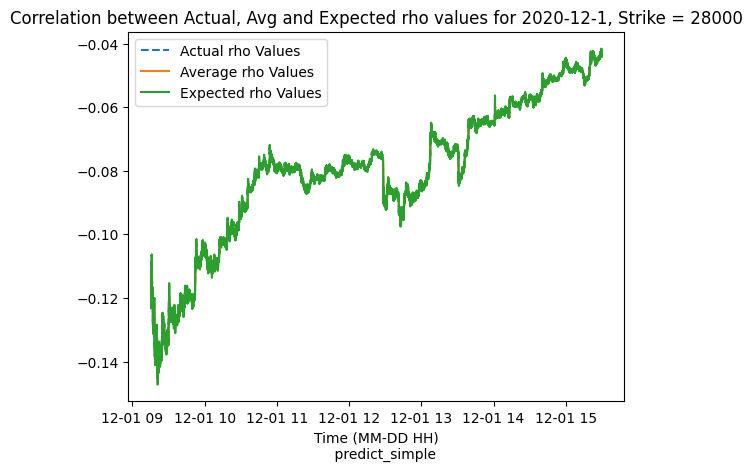 Correlation between Actual, Avg and Expected rho values for 2020-12-1, Strike = 28000
Actual rho Values
Average rho Values
Expected rho Values
−0.04
−0.06
−0.08
−0.10
−0.12
−0.14
12-01 09 12-01 10 12-01 11 12-01 12 12-01 13 12-01 14 12-01 15
Time (MM-DD HH)
predict_simple